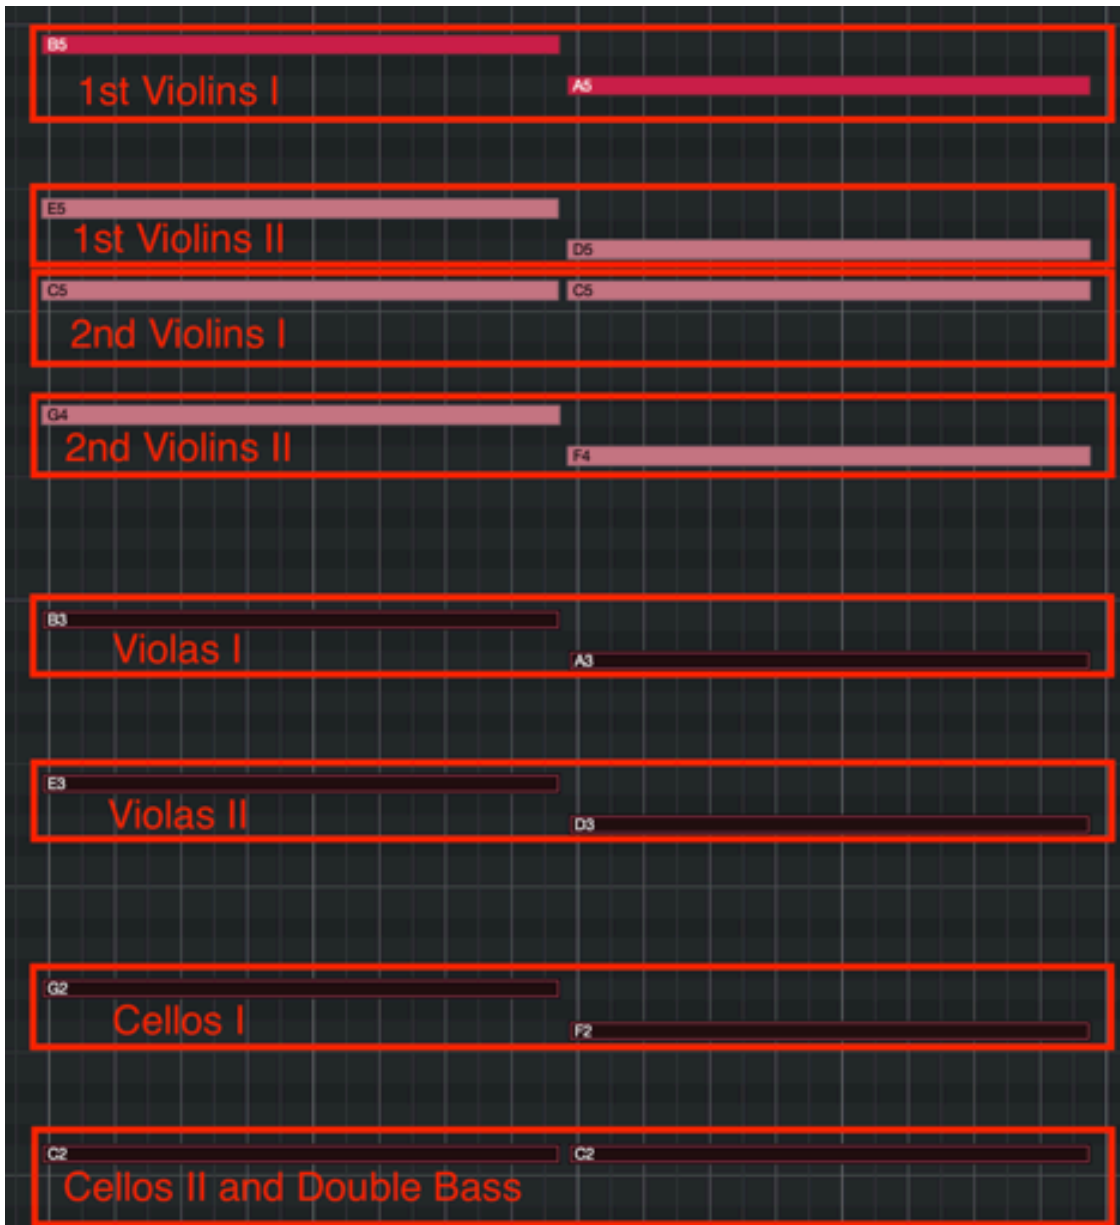 B5
1st Violins I
A5
E5
1st Violins II
D5
C5 C5
2nd Violins I
G4
2nd Violins II
F4
B3
Violas I
A3
E3
Violas II
D3
G2
Cellos I
F2
C2 C2
Cellos II and Double Bass